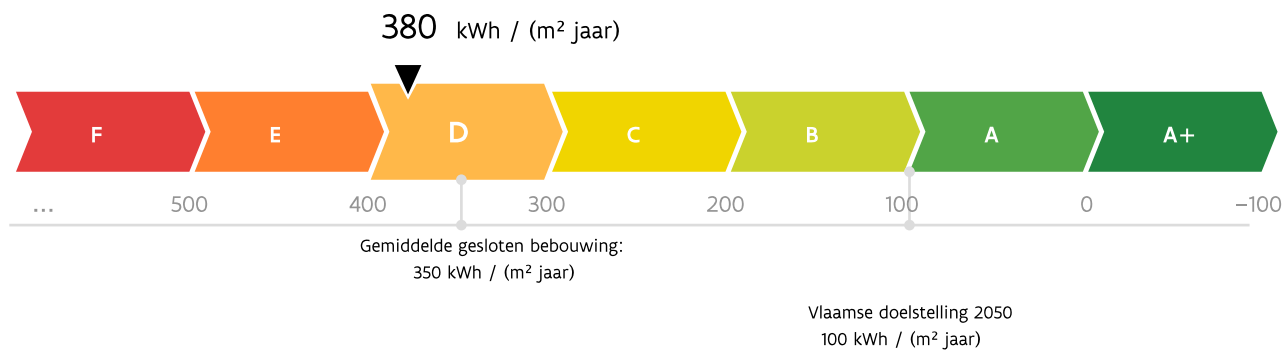 380 kWh / (m² jaar)
F E D C B A A+
... 500 400 300 200 100 0 −100
Gemiddelde gesloten bebouwing:
350 kWh / (m² jaar)
Vlaamse doelstelling 2050
100 kWh / (m² jaar)